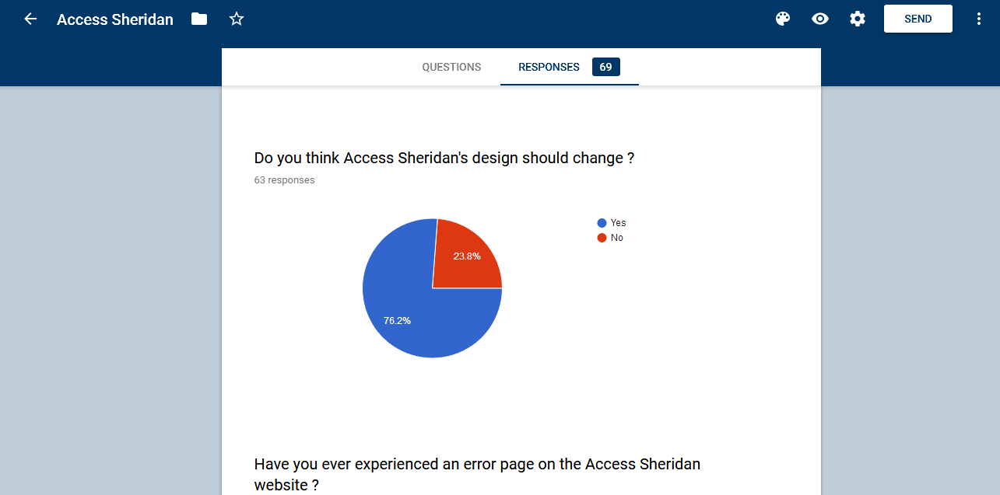 Access Sheridan
SEND
QUESTIONS
RESPONSES 69
Do you think Access Sheridan's design should change ?
63 responses
Yes
No
23.8%
76.2%
Have you ever experienced an error page on the Access Sheridan
website ?